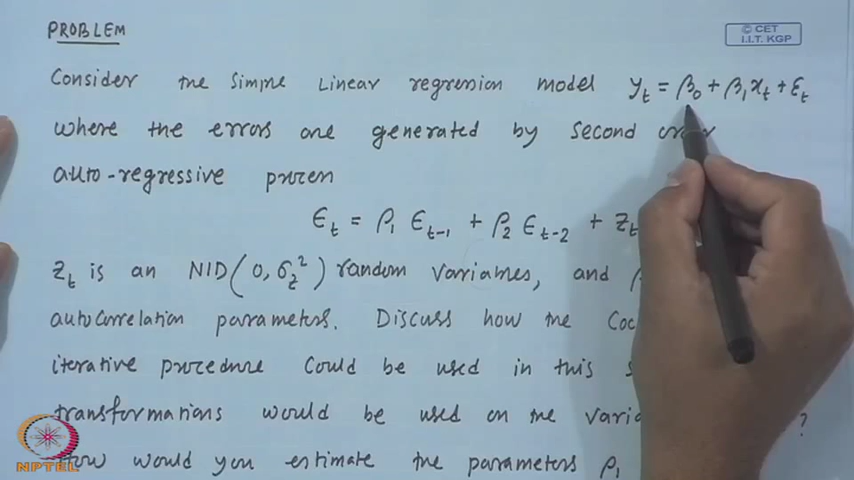 PROBLEM
© CET
I.I.T. KGP
Consider the Simple Linear regression model y_t = β_0 + β_1 x_t + ε_t
where the errors are generated by Second
auto-regressive process
ε_t = ρ_1 ε_{t-1} + ρ_2 ε_{t-2} + z_t
z_t is an NID(0, σ_z^2) random variables, and
autocorrelation parameters. Discuss how the
iterative procedure could be used in this
transformations would be used on the ?
How would you estimate the parameters ρ_1
NPTEL